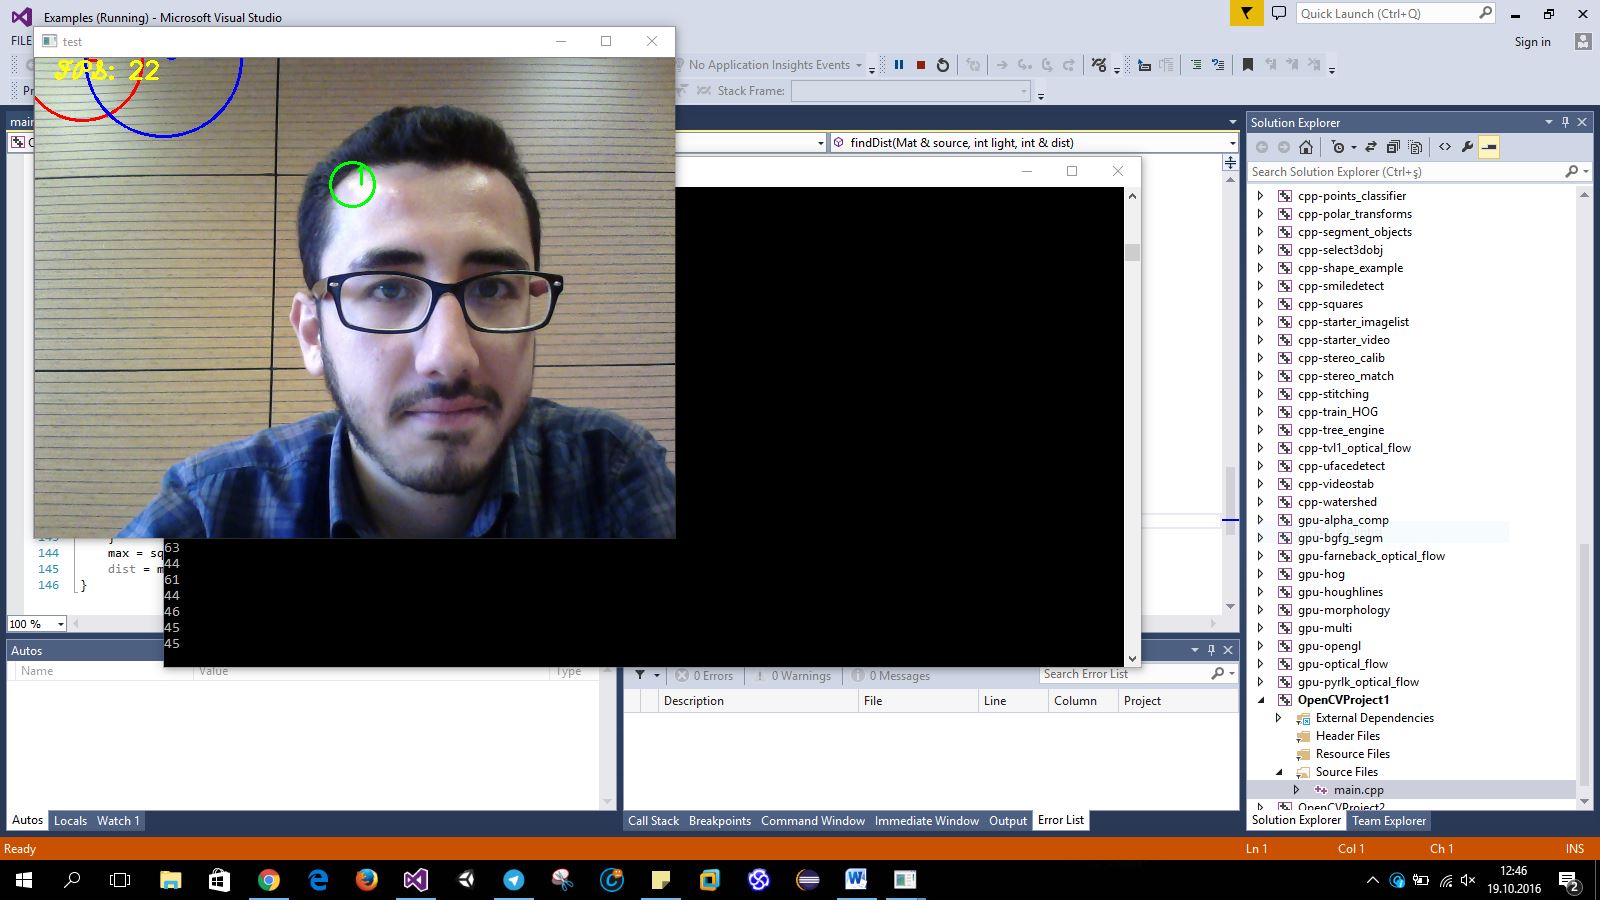 Examples (Running) - Microsoft Visual Studio
Quick Launch (Ctrl+Q)
FILE
Sign in
test
FPS: 22
1
No Application Insights Events
Stack Frame:
main
findDist(Mat & source, int light, int & dist)
144 max = sq
145 dist = m
146 }
100 %
63
44
61
44
46
45
45
Autos
Name Value Type
Autos Locals Watch 1
0 Errors 0 Warnings 0 Messages
Search Error List
Description File Line Column Project
Call Stack Breakpoints Command Window Immediate Window Output Error List
Solution Explorer
Search Solution Explorer (Ctrl+ş)
cpp-points_classifier
cpp-polar_transforms
cpp-segment_objects
cpp-select3dobj
cpp-shape_example
cpp-smiledetect
cpp-squares
cpp-starter_imagelist
cpp-starter_video
cpp-stereo_calib
cpp-stereo_match
cpp-stitching
cpp-train_HOG
cpp-tree_engine
cpp-tvl1_optical_flow
cpp-ufacedetect
cpp-videostab
cpp-watershed
gpu-alpha_comp
gpu-bgfg_segm
gpu-farneback_optical_flow
gpu-hog
gpu-houghlines
gpu-morphology
gpu-multi
gpu-opengl
gpu-optical_flow
gpu-pyrlk_optical_flow
OpenCVProject1
External Dependencies
Header Files
Resource Files
Source Files
main.cpp
OpenCVProject2
Solution Explorer Team Explorer
Ready
Ln 1 Col 1 Ch 1 INS
12:46
19.10.2016
2